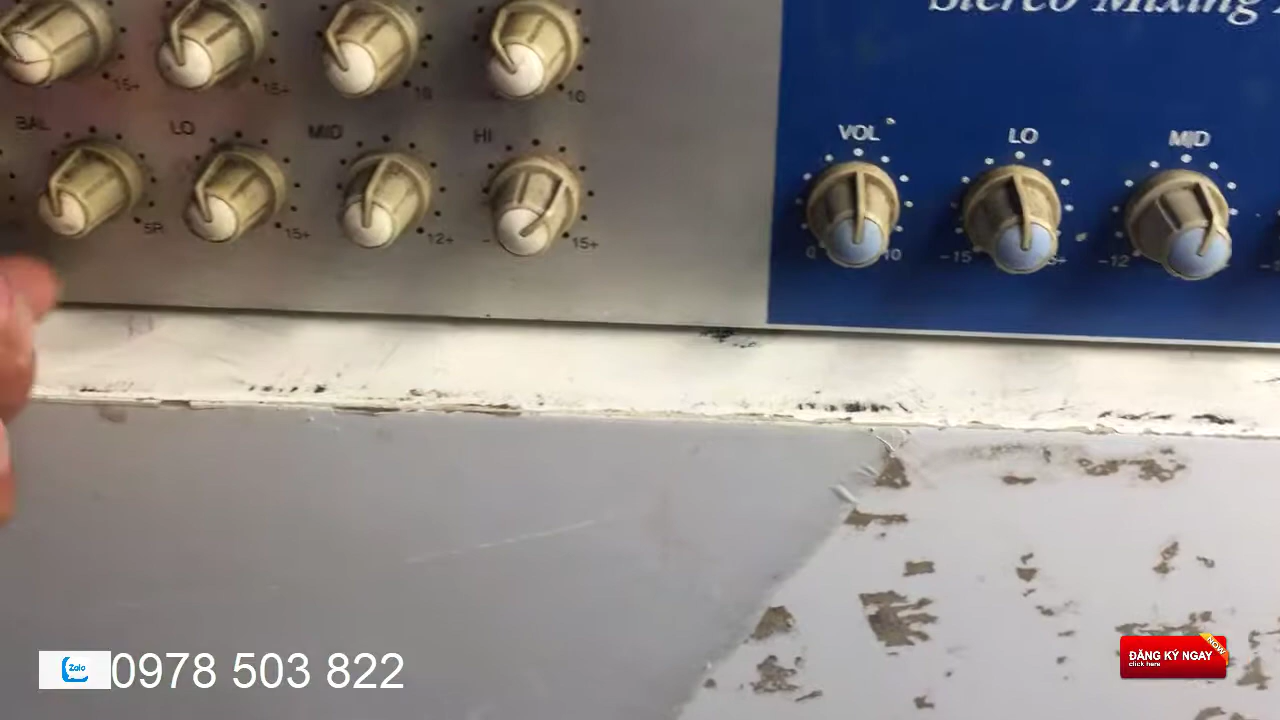 Stereo Mixing
15+ 15+ 10 10
BAL LO MID HI VOL LO MID
5R 15+ 12+ - 15+ 0 10 -15 -12
Zalo 0978 503 822
ĐĂNG KÝ NGAY NOW
click here